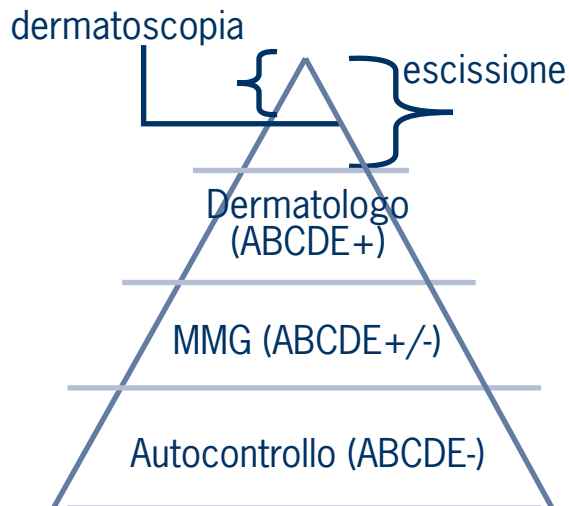 dermatoscopia
escissione
Dermatologo
(ABCDE+)
MMG (ABCDE+/-)
Autocontrollo (ABCDE-)